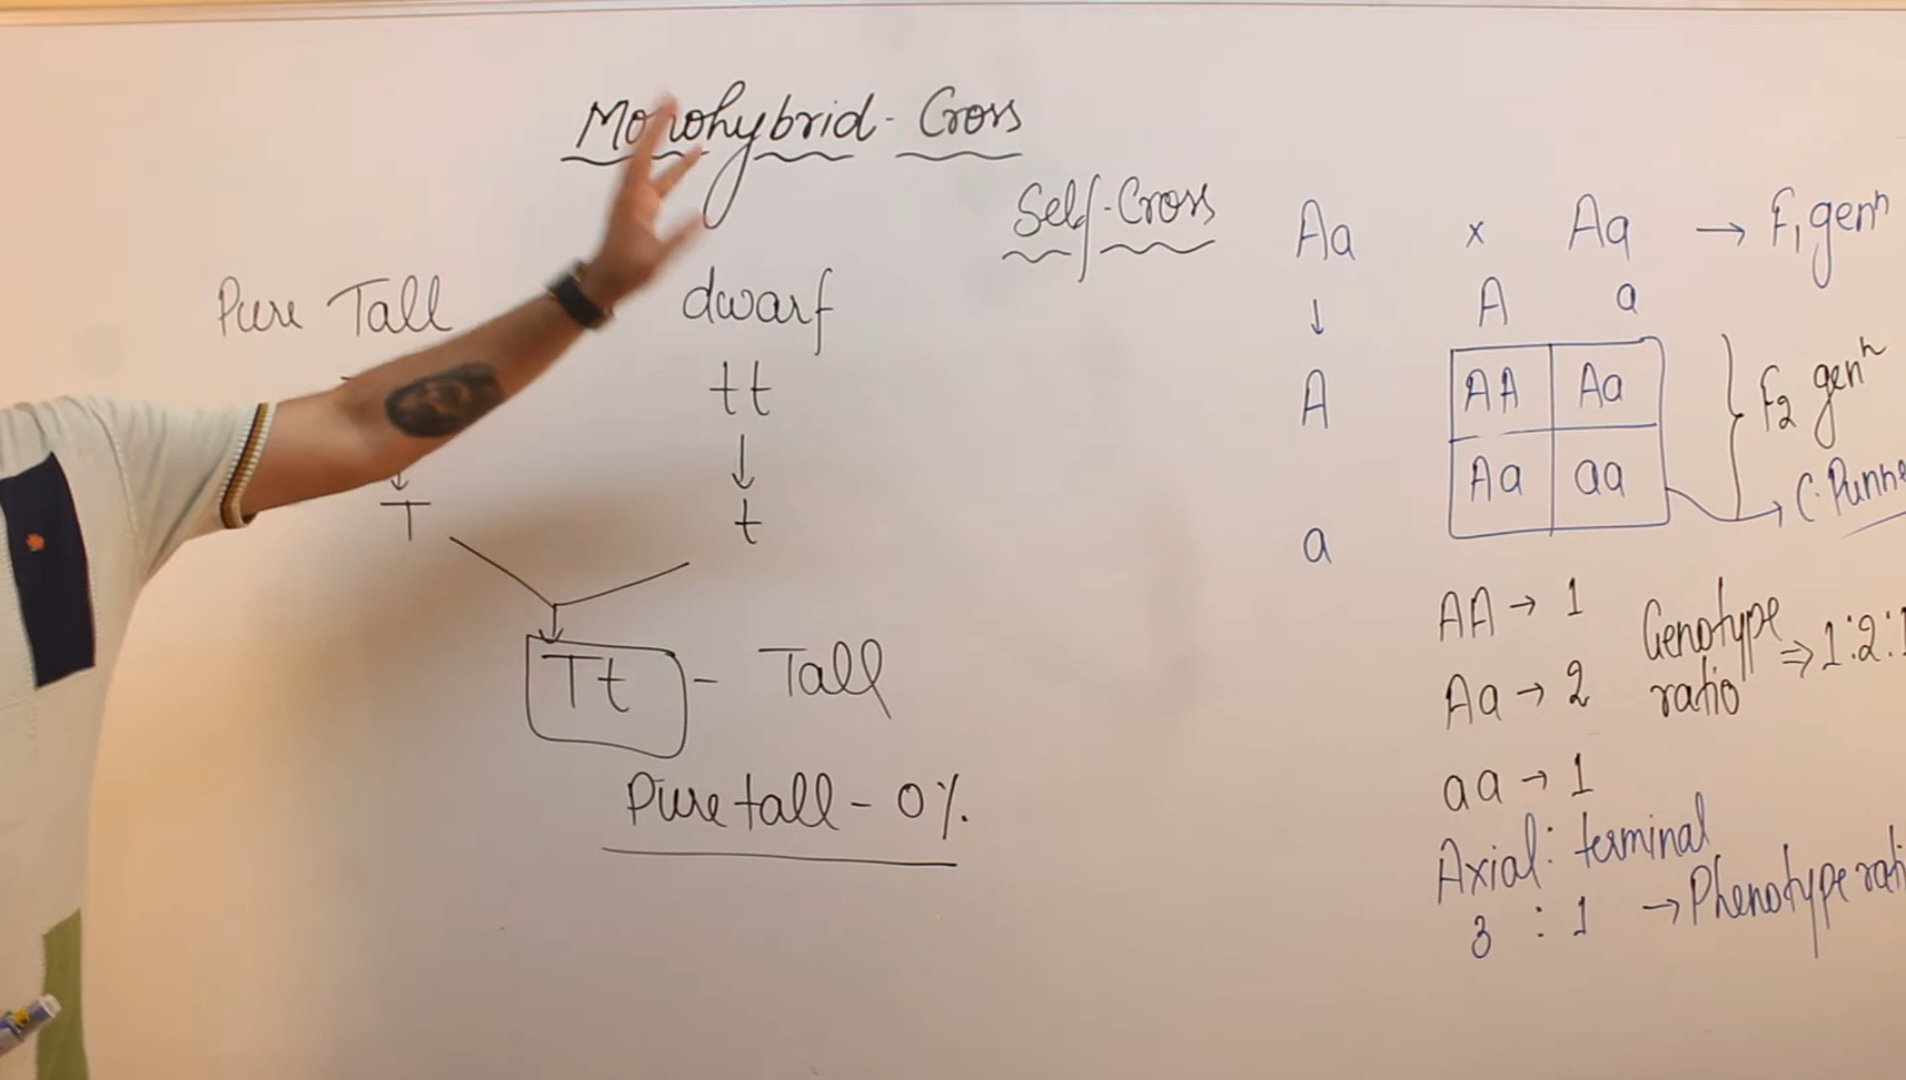 Monohybrid - Cross
Self-Cross
Aa x Aa → F1 genⁿ
Pure Tall dwarf
A a
tt
↓
A
AA Aa
F2 genⁿ
↓
T
↓
t
Aa aa
a
Tt - Tall
Pure tall - 0%.
AA → 1
Aa → 2
Genotype
ratio ⇒ 1:2:1
aa → 1
Axial : terminal
3 : 1 → Phenotype